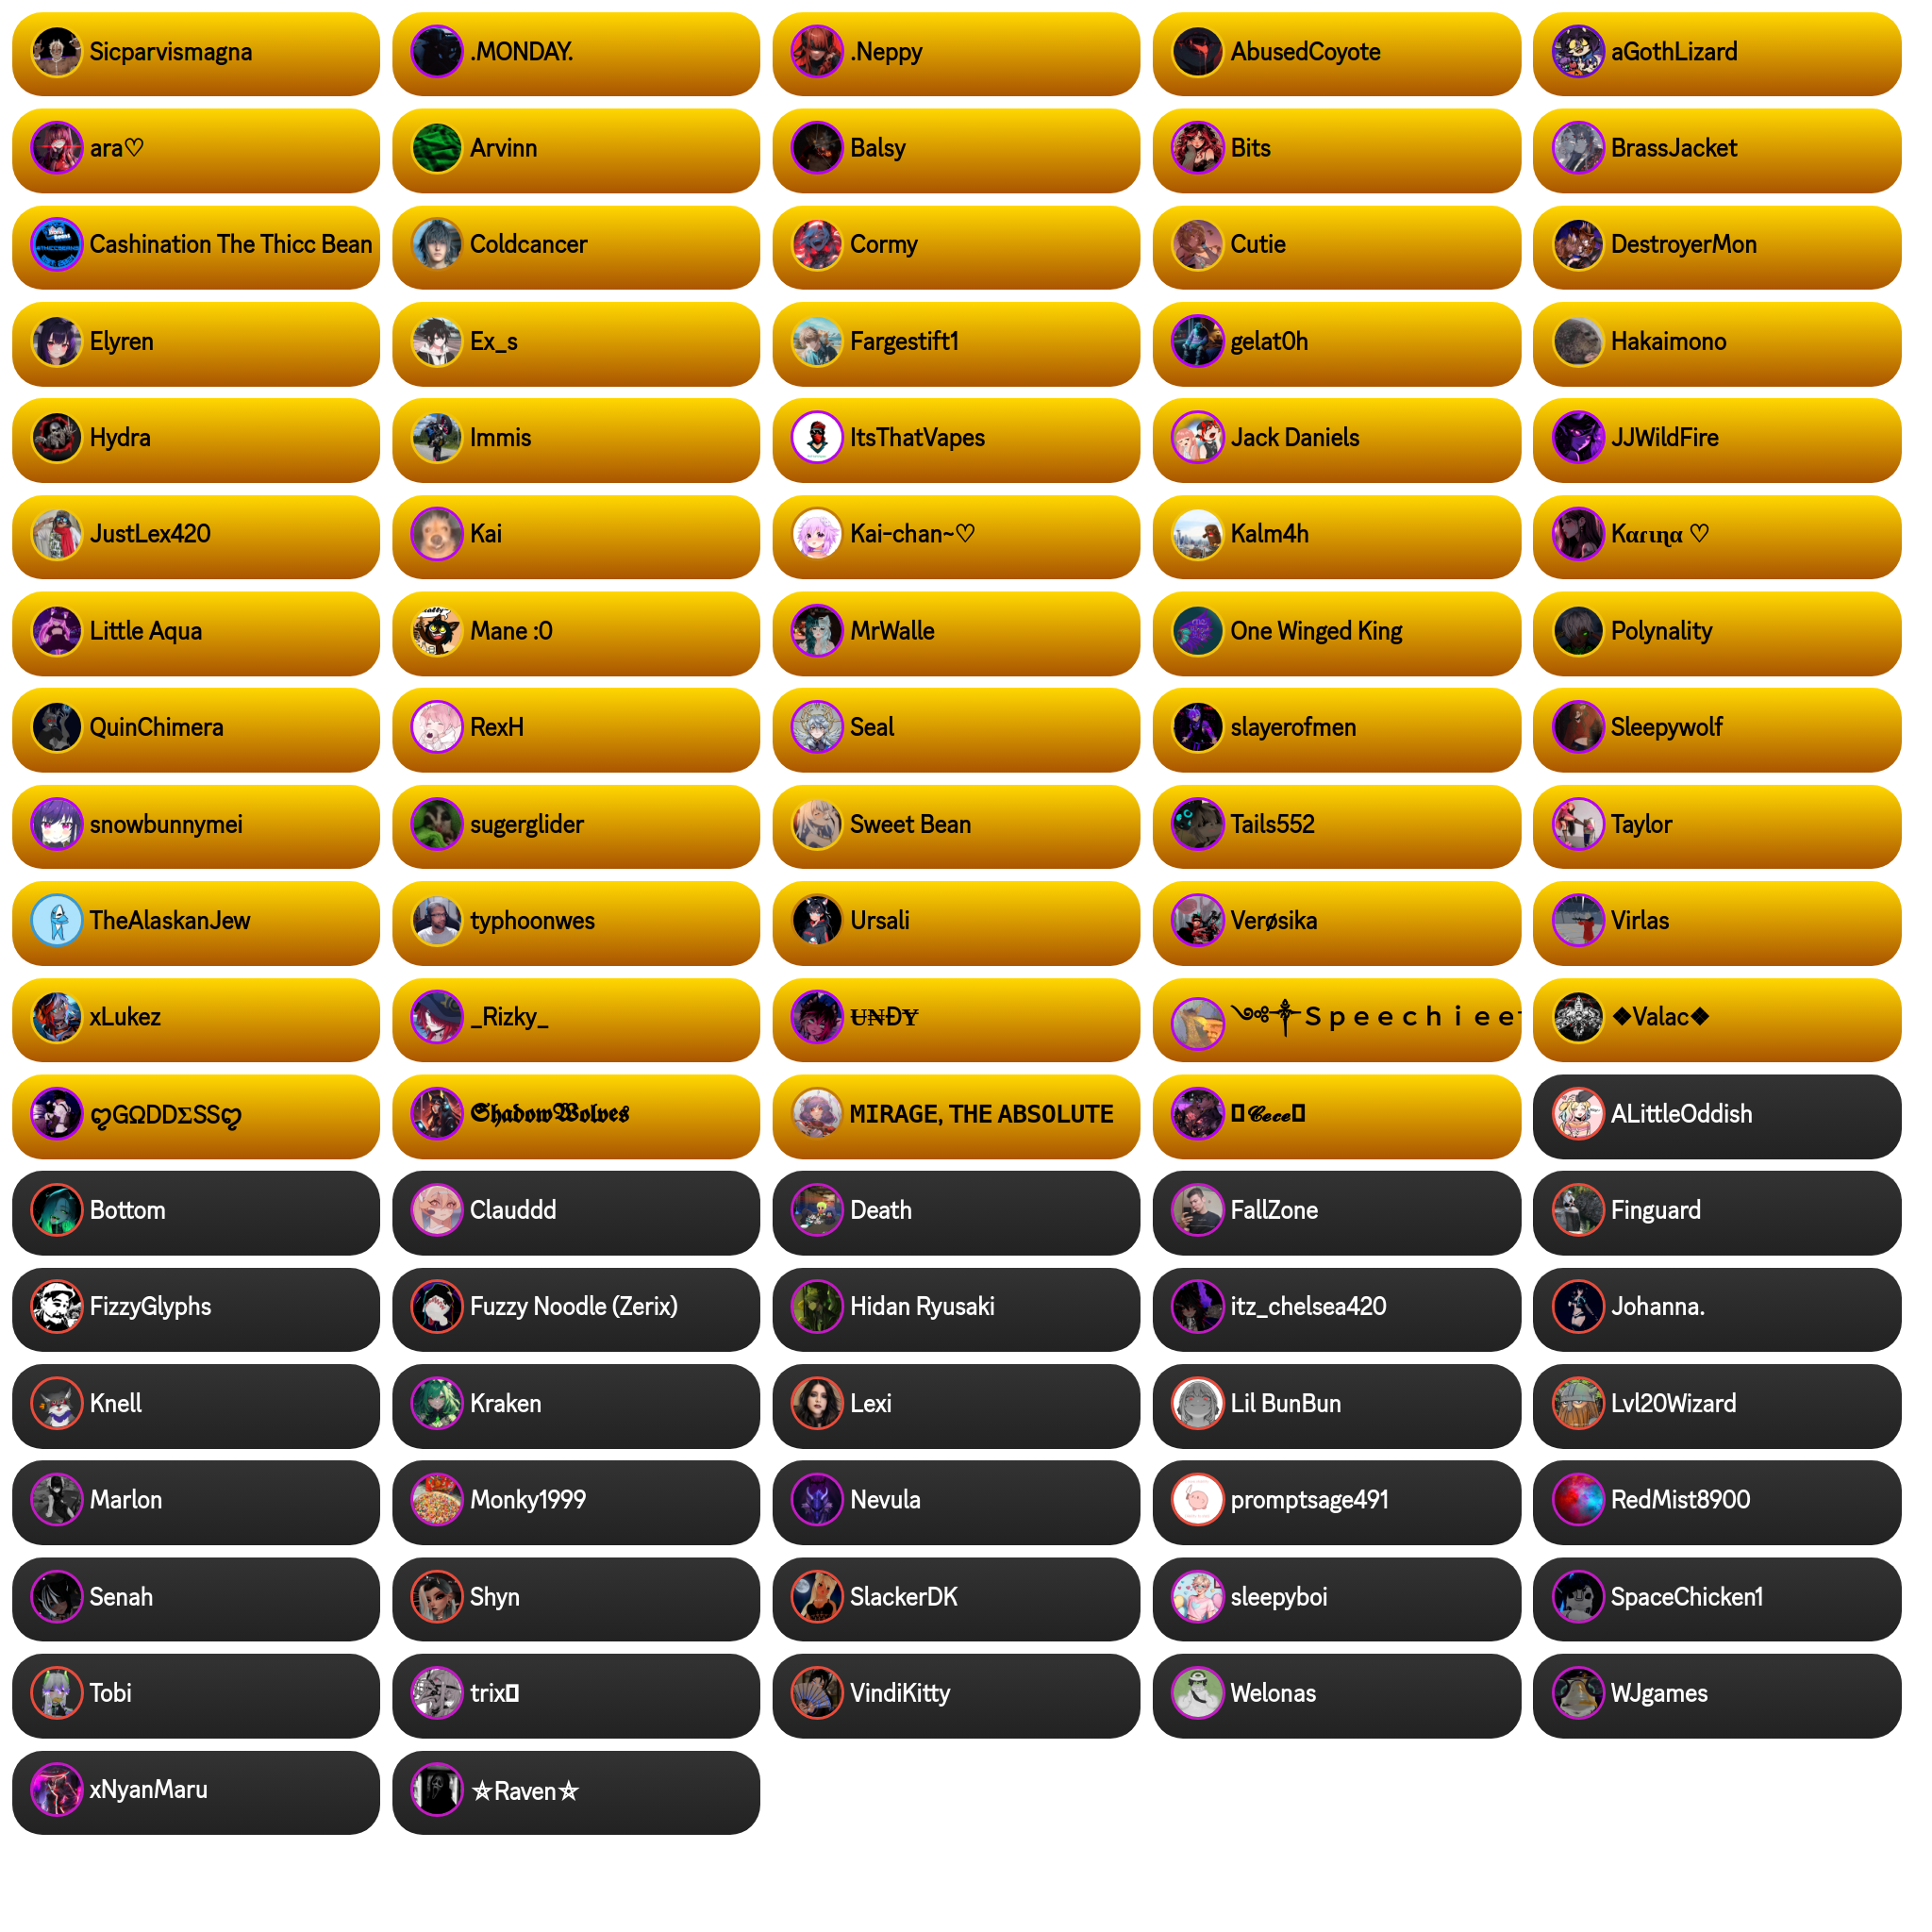 Sicparvismagna
.MONDAY.
.Neppy
AbusedCoyote
aGothLizard
ara♡
Arvinn
Balsy
Bits
BrassJacket
Cashination The Thicc Bean
Coldcancer
Cormy
Cutie
DestroyerMon
Elyren
Ex_s
Fargestift1
gelat0h
Hakaimono
Hydra
Immis
ItsThatVapes
Jack Daniels
JJWildFire
JustLex420
Kai
Kai-chan~♡
Kalm4h
Kαɾιɳα ♡
Little Aqua
Mane :0
MrWalle
One Winged King
Polynality
QuinChimera
RexH
Seal
slayerofmen
Sleepywolf
snowbunnymei
sugerglider
Sweet Bean
Tails552
Taylor
TheAlaskanJew
typhoonwes
Ursali
Verøsika
Virlas
xLukez
_Rizky_
U̶N̶ĐY̶
༺༒Ｓｐｅｅｃｈｉｅｅ
❖Valac❖
ღGΩDDΣSSღ
𝕾𝖍𝖆𝖉𝖔𝖜𝖂𝖔𝖑𝖛𝖊𝖘
MIRAGE, THE ABSOLUTE
𝓒𝓮𝓬𝓮
ALittleOddish
Bottom
Clauddd
Death
FallZone
Finguard
FizzyGlyphs
Fuzzy Noodle (Zerix)
Hidan Ryusaki
itz_chelsea420
Johanna.
Knell
Kraken
Lexi
Lil BunBun
Lvl20Wizard
Marlon
Monky1999
Nevula
promptsage491
RedMist8900
Senah
Shyn
SlackerDK
sleepyboi
SpaceChicken1
Tobi
trix
VindiKitty
Welonas
WJgames
xNyanMaru
⛤Raven⛤